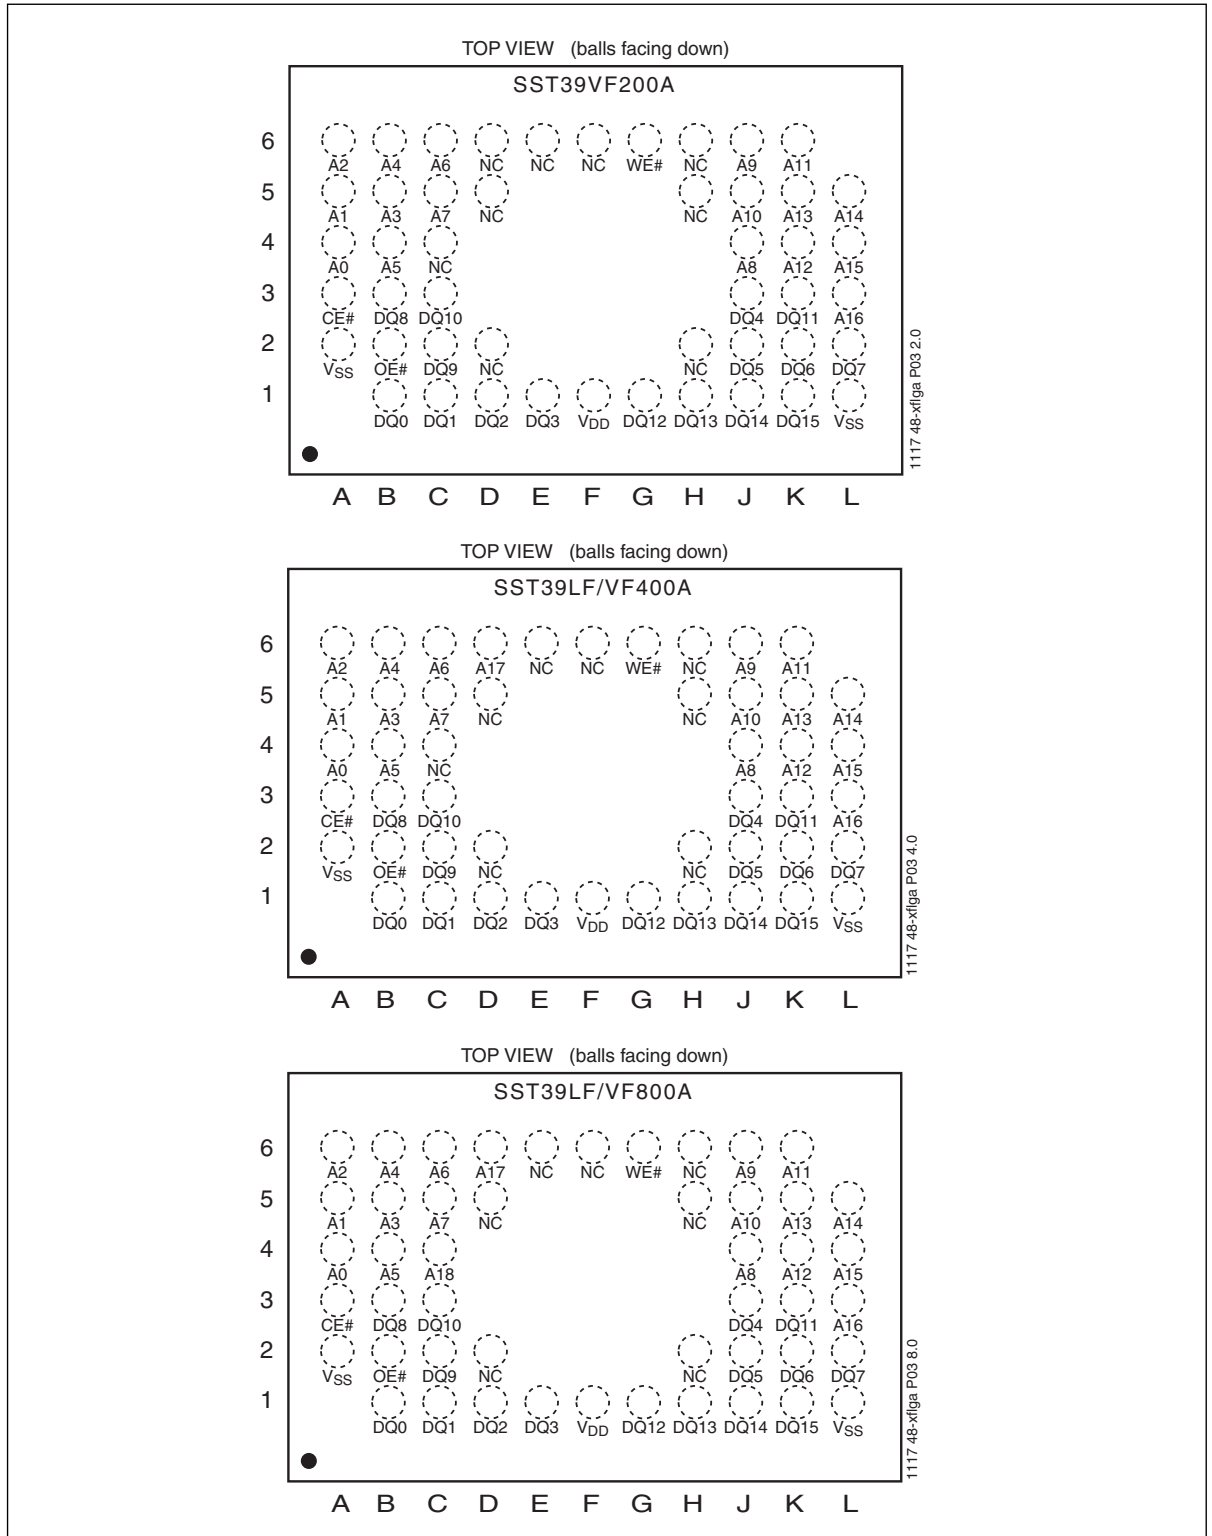 TOP VIEW (balls facing down)
SST39VF200A
6
A2 A4 A6 NC NC NC WE# NC A9 A11
5
A1 A3 A7 NC NC A10 A13 A14
4
A0 A5 NC A8 A12 A15
3
CE# DQ8 DQ10 DQ4 DQ11 A16
2
VSS OE# DQ9 NC NC DQ5 DQ6 DQ7
1
DQ0 DQ1 DQ2 DQ3 VDD DQ12 DQ13 DQ14 DQ15 VSS
1117 48-xflga P03 2.0
A B C D E F G H J K L
TOP VIEW (balls facing down)
SST39LF/VF400A
6
A2 A4 A6 A17 NC NC WE# NC A9 A11
5
A1 A3 A7 NC NC A10 A13 A14
4
A0 A5 NC A8 A12 A15
3
CE# DQ8 DQ10 DQ4 DQ11 A16
2
VSS OE# DQ9 NC NC DQ5 DQ6 DQ7
1
DQ0 DQ1 DQ2 DQ3 VDD DQ12 DQ13 DQ14 DQ15 VSS
1117 48-xflga P03 4.0
A B C D E F G H J K L
TOP VIEW (balls facing down)
SST39LF/VF800A
6
A2 A4 A6 A17 NC NC WE# NC A9 A11
5
A1 A3 A7 NC NC A10 A13 A14
4
A0 A5 A18 A8 A12 A15
3
CE# DQ8 DQ10 DQ4 DQ11 A16
2
VSS OE# DQ9 NC NC DQ5 DQ6 DQ7
1
DQ0 DQ1 DQ2 DQ3 VDD DQ12 DQ13 DQ14 DQ15 VSS
1117 48-xflga P03 8.0
A B C D E F G H J K L